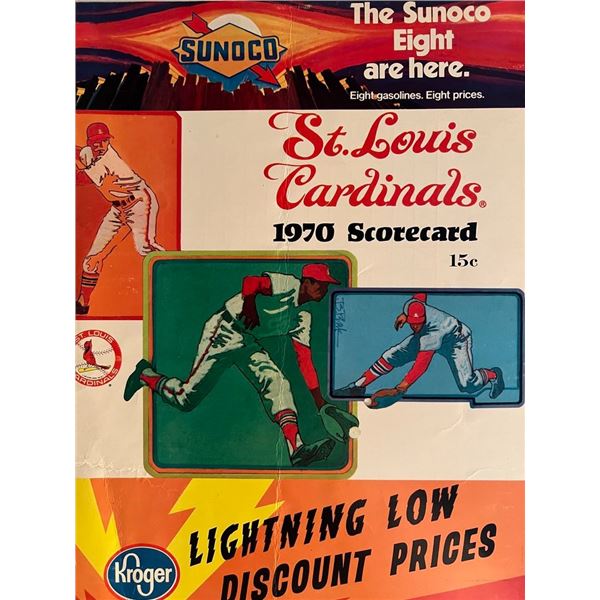 SUNOCO
The Sunoco
Eight
are here.
Eight gasolines. Eight prices.
St. Louis
Cardinals®
1970 Scorecard
15c
ST. LOUIS
CARDINALS
LIGHTNING LOW
DISCOUNT PRICES
Kroger